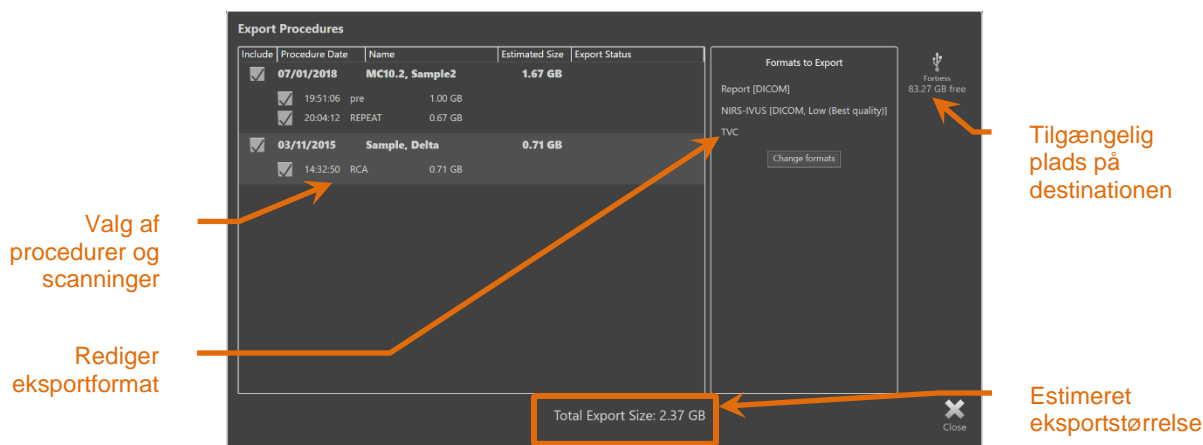 Export Procedures
Include Procedure Date Name Estimated Size Export Status
07/01/2018 MC10.2, Sample2 1.67 GB
19:51:06 pre 1.00 GB
20:04:12 REPEAT 0.67 GB
03/11/2015 Sample, Delta 0.71 GB
14:32:50 RCA 0.71 GB
Formats to Export
Report [DICOM]
NIRS-IVUS [DICOM, Low (Best quality)]
TVC
Change formats
Fortress
83.27 GB free
Tilgængelig
plads på
destinationen
Valg af
procedurer og
scanninger
Rediger
eksportformat
Total Export Size: 2.37 GB
Close
Estimeret
eksportstørrelse